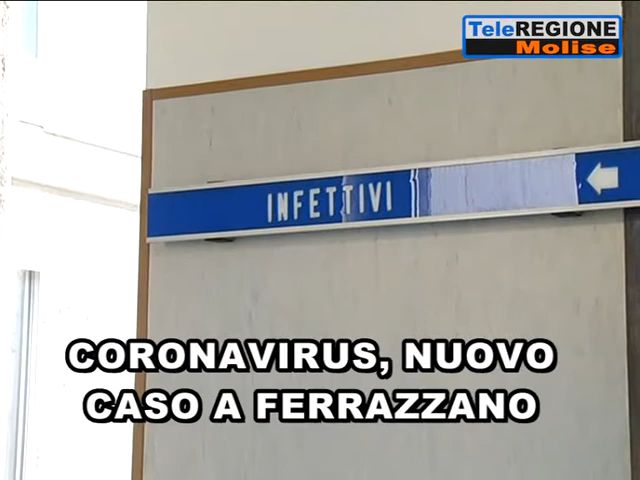 TeleREGIONE
Molise
INFETTIVI
CORONAVIRUS, NUOVO
CASO A FERRAZZANO